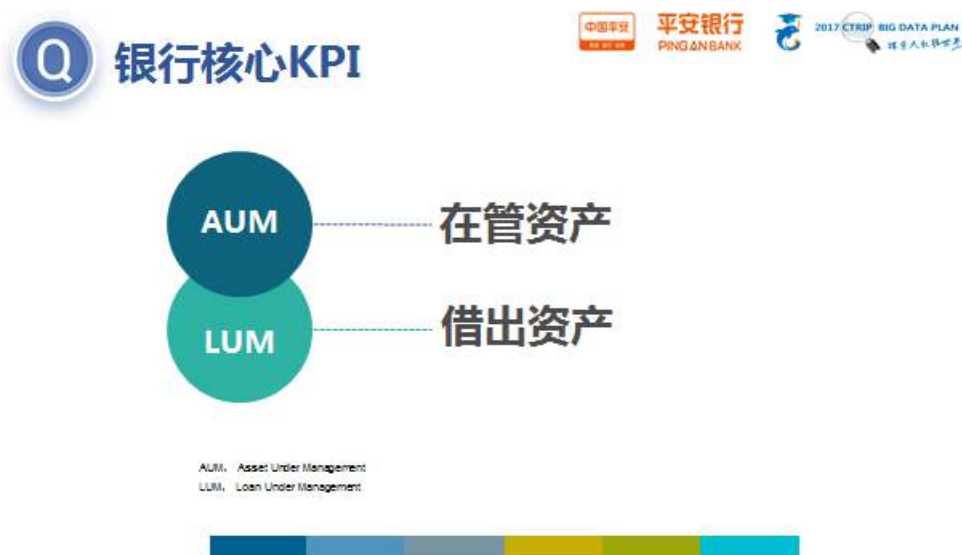 Q 银行核心KPI
中国平安
平安银行
PING AN BANK
2017 CTRIP BIG DATA PLAN
AUM
在管资产
LUM
借出资产
AUM, Asset Under Management
LUM, Loan Under Management